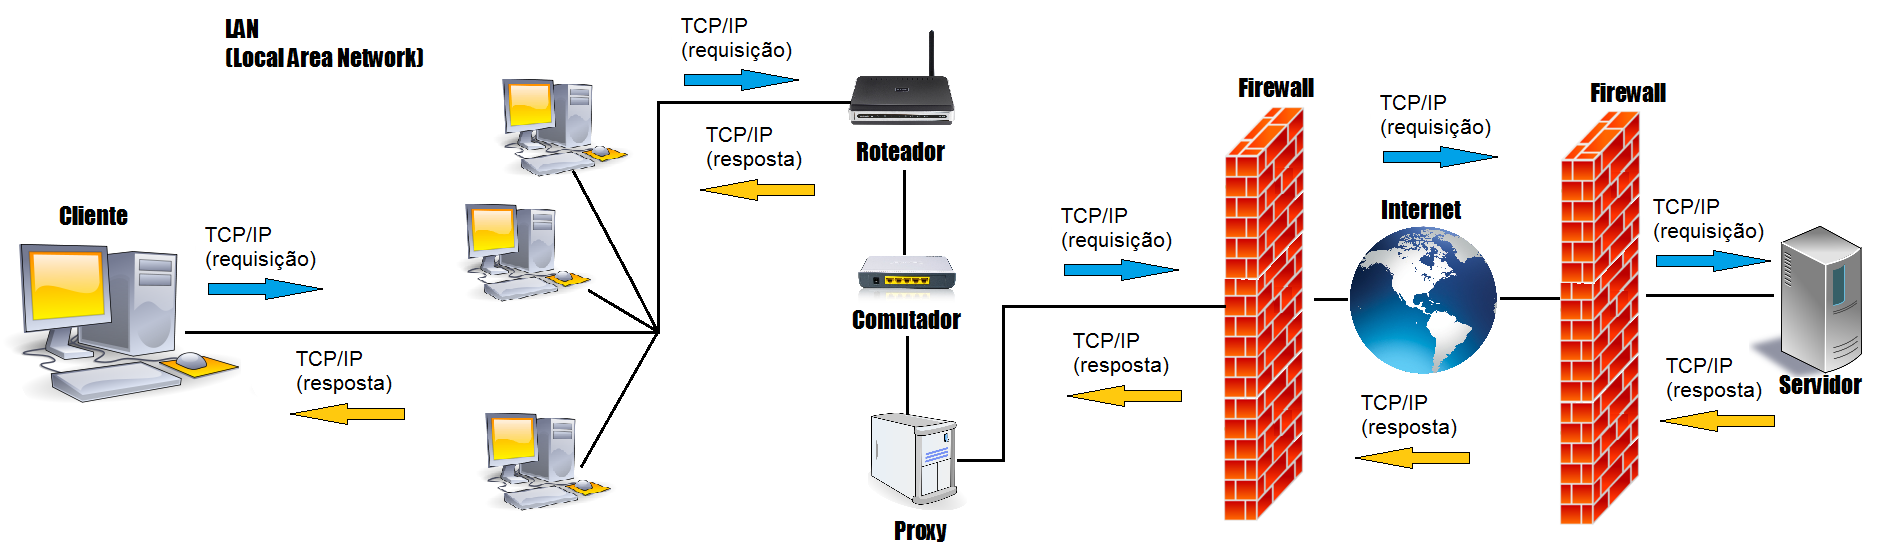 LAN
(Local Area Network)
TCP/IP
(requisição)
TCP/IP
(resposta)
Roteador
Cliente
TCP/IP
(requisição)
TCP/IP
(resposta)
Comutador
Proxy
TCP/IP
(requisição)
TCP/IP
(resposta)
Firewall
TCP/IP
(requisição)
Internet
TCP/IP
(resposta)
Firewall
TCP/IP
(requisição)
TCP/IP
(resposta)
Servidor